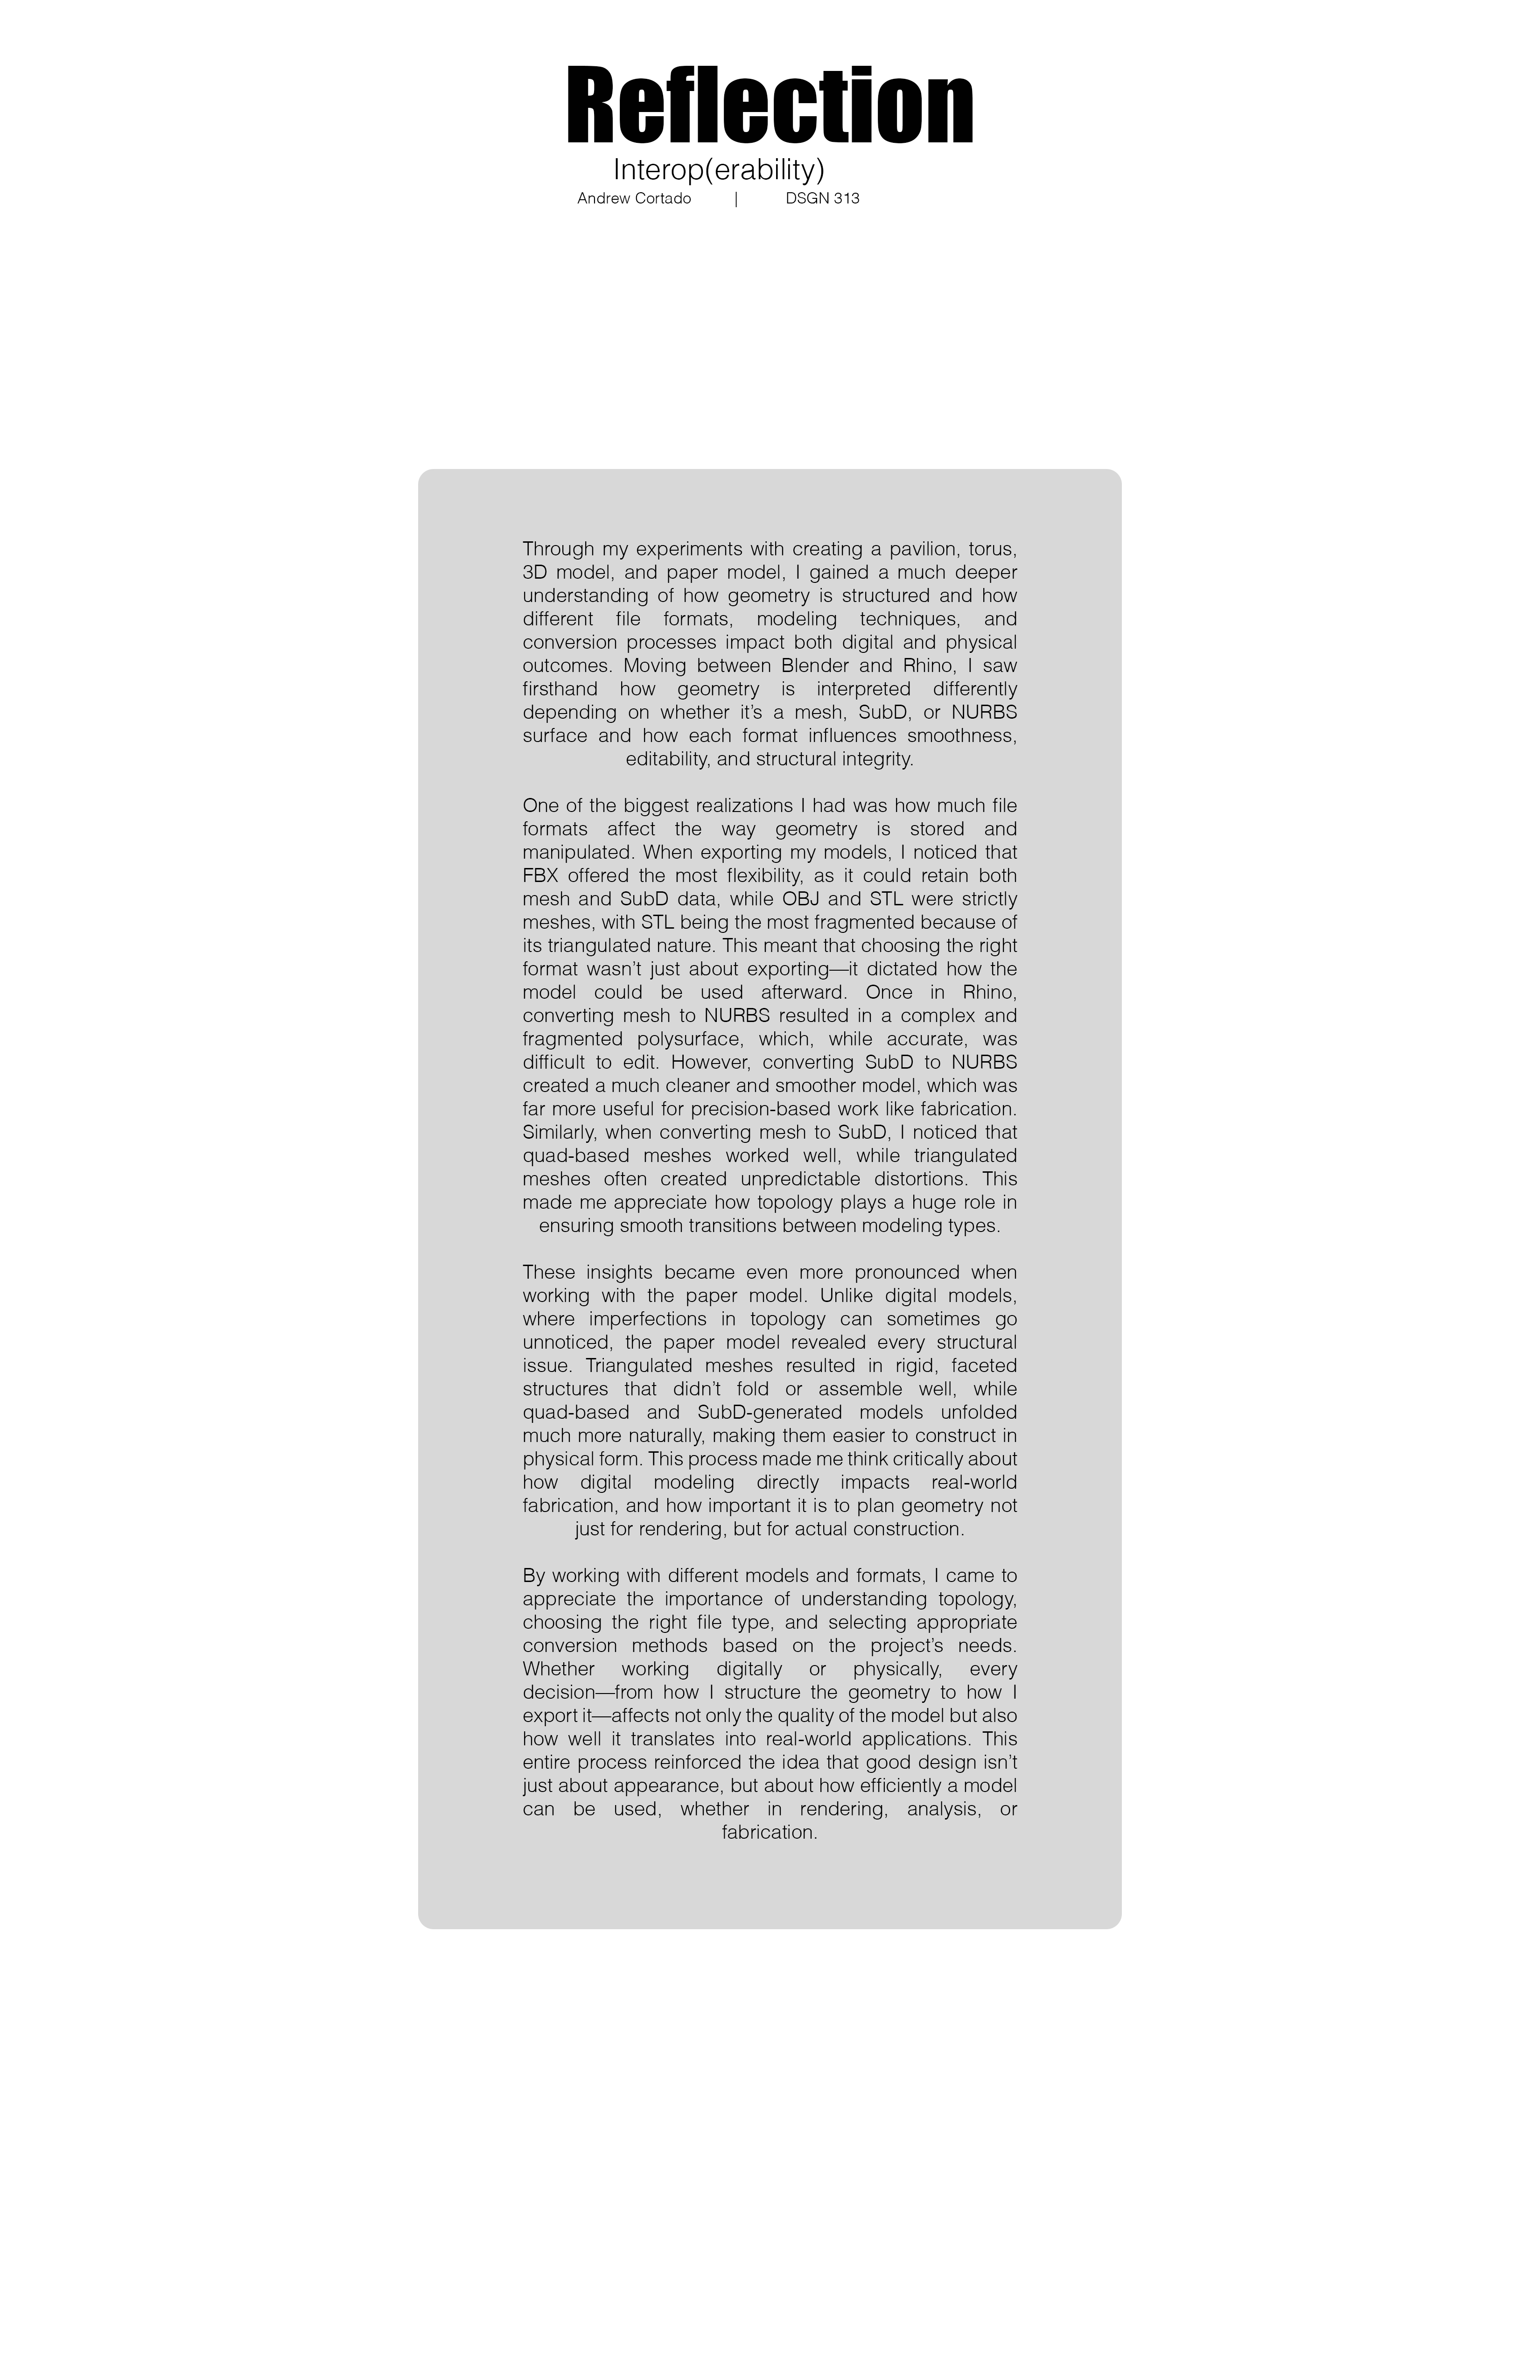 Reflection
Interop(erability)
Andrew Cortado | DSGN 313
Through my experiments with creating a pavilion, torus,
3D model, and paper model, I gained a much deeper
understanding of how geometry is structured and how
different file formats, modeling techniques, and
conversion processes impact both digital and physical
outcomes. Moving between Blender and Rhino, I saw
firsthand how geometry is interpreted differently
depending on whether it’s a mesh, SubD, or NURBS
surface and how each format influences smoothness,
editability, and structural integrity.
One of the biggest realizations I had was how much file
formats affect the way geometry is stored and
manipulated. When exporting my models, I noticed that
FBX offered the most flexibility, as it could retain both
mesh and SubD data, while OBJ and STL were strictly
meshes, with STL being the most fragmented because of
its triangulated nature. This meant that choosing the right
format wasn’t just about exporting—it dictated how the
model could be used afterward. Once in Rhino,
converting mesh to NURBS resulted in a complex and
fragmented polysurface, which, while accurate, was
difficult to edit. However, converting SubD to NURBS
created a much cleaner and smoother model, which was
far more useful for precision-based work like fabrication.
Similarly, when converting mesh to SubD, I noticed that
quad-based meshes worked well, while triangulated
meshes often created unpredictable distortions. This
made me appreciate how topology plays a huge role in
ensuring smooth transitions between modeling types.
These insights became even more pronounced when
working with the paper model. Unlike digital models,
where imperfections in topology can sometimes go
unnoticed, the paper model revealed every structural
issue. Triangulated meshes resulted in rigid, faceted
structures that didn’t fold or assemble well, while
quad-based and SubD-generated models unfolded
much more naturally, making them easier to construct in
physical form. This process made me think critically about
how digital modeling directly impacts real-world
fabrication, and how important it is to plan geometry not
just for rendering, but for actual construction.
By working with different models and formats, I came to
appreciate the importance of understanding topology,
choosing the right file type, and selecting appropriate
conversion methods based on the project’s needs.
Whether working digitally or physically, every
decision—from how I structure the geometry to how I
export it—affects not only the quality of the model but also
how well it translates into real-world applications. This
entire process reinforced the idea that good design isn’t
just about appearance, but about how efficiently a model
can be used, whether in rendering, analysis, or
fabrication.